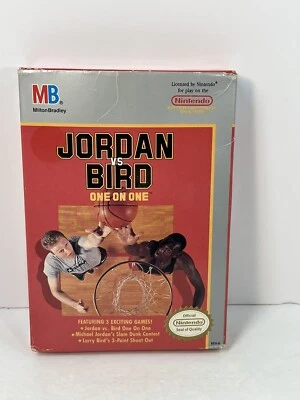 MB®
MiltonBradley
Licensed by Nintendo®
for play on the
Nintendo
JORDAN
VS
BIRD
ONE ON ONE
FEATURING 3 EXCITING GAMES!
• Jordan vs. Bird One On One
• Michael Jordan's Slam Dunk Contest
• Larry Bird's 3-Point Shoot Out
Official
Nintendo
Seal of Quality